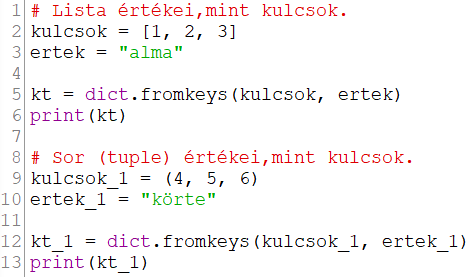 1 # Lista értékei,mint kulcsok.
2 kulcsok = [1, 2, 3]
3 ertek = "alma"
4
5 kt = dict.fromkeys(kulcsok, ertek)
6 print(kt)
7
8 # Sor (tuple) értékei,mint kulcsok.
9 kulcsok_1 = (4, 5, 6)
10 ertek_1 = "körte"
11
12 kt_1 = dict.fromkeys(kulcsok_1, ertek_1)
13 print(kt_1)